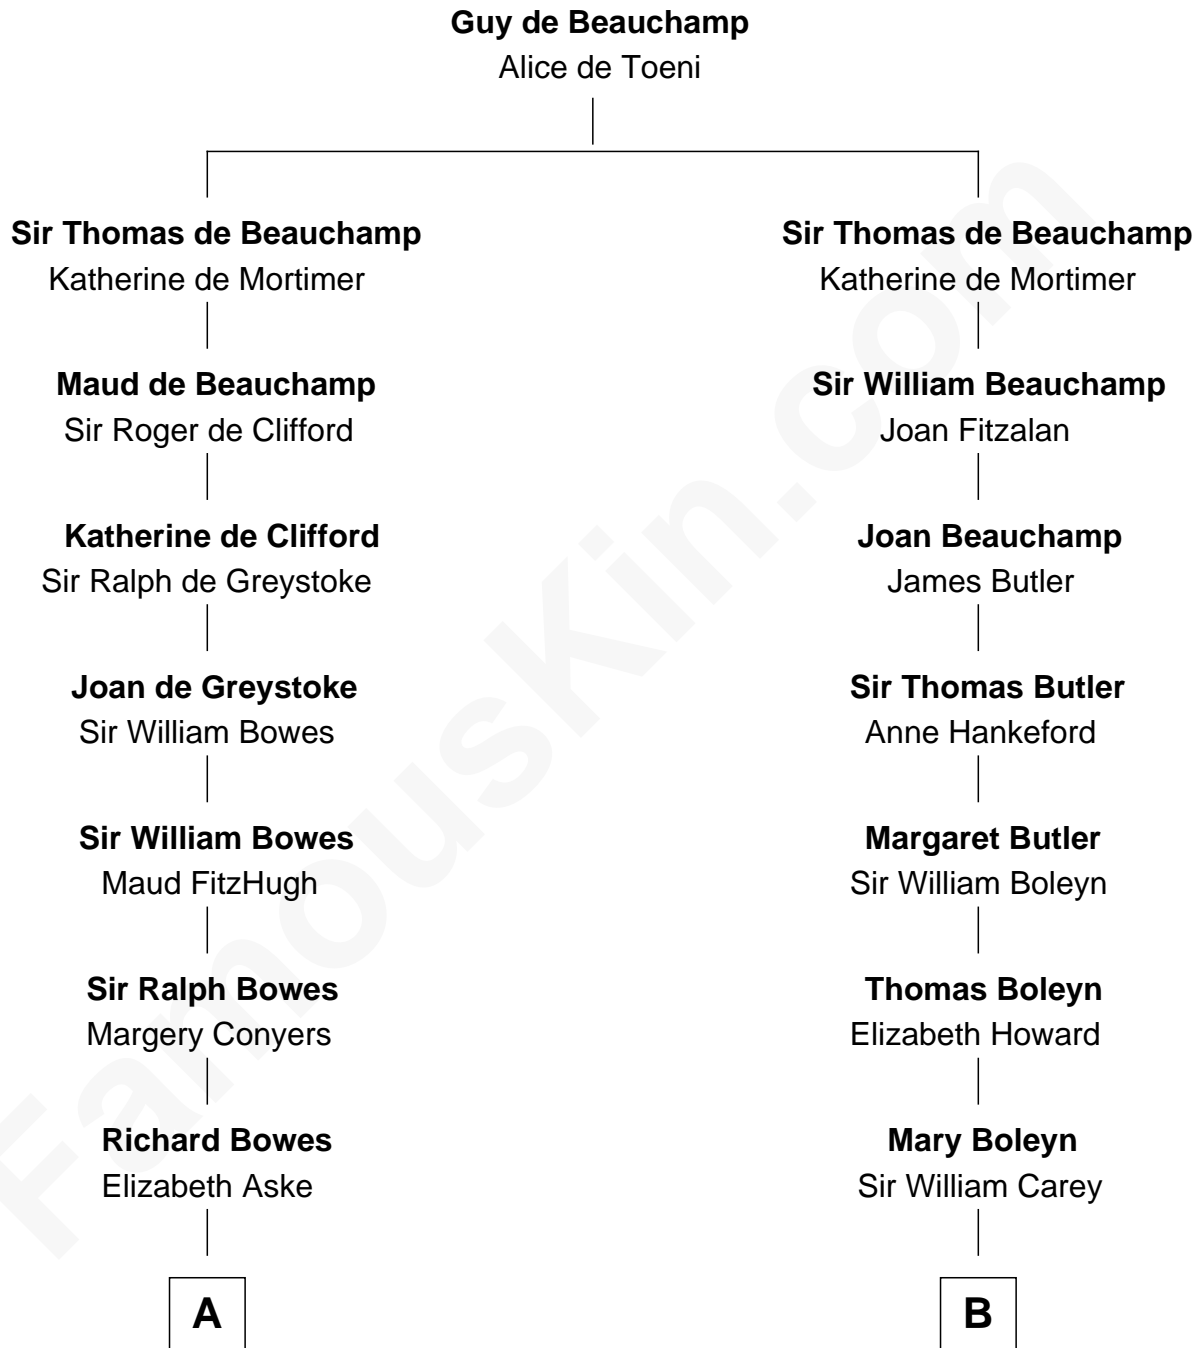 Guy de Beauchamp
Alice de Toeni
Sir Thomas de Beauchamp
Katherine de Mortimer
Sir Thomas de Beauchamp
Katherine de Mortimer
Maud de Beauchamp
Sir Roger de Clifford
Sir William Beauchamp
Joan Fitzalan
Katherine de Clifford
Sir Ralph de Greystoke
Joan Beauchamp
James Butler
Joan de Greystoke
Sir William Bowes
Sir Thomas Butler
Anne Hankeford
Sir William Bowes
Maud FitzHugh
Margaret Butler
Sir William Boleyn
Sir Ralph Bowes
Margery Conyers
Thomas Boleyn
Elizabeth Howard
Richard Bowes
Elizabeth Aske
Mary Boleyn
Sir William Carey
A
B
FamousKin.com